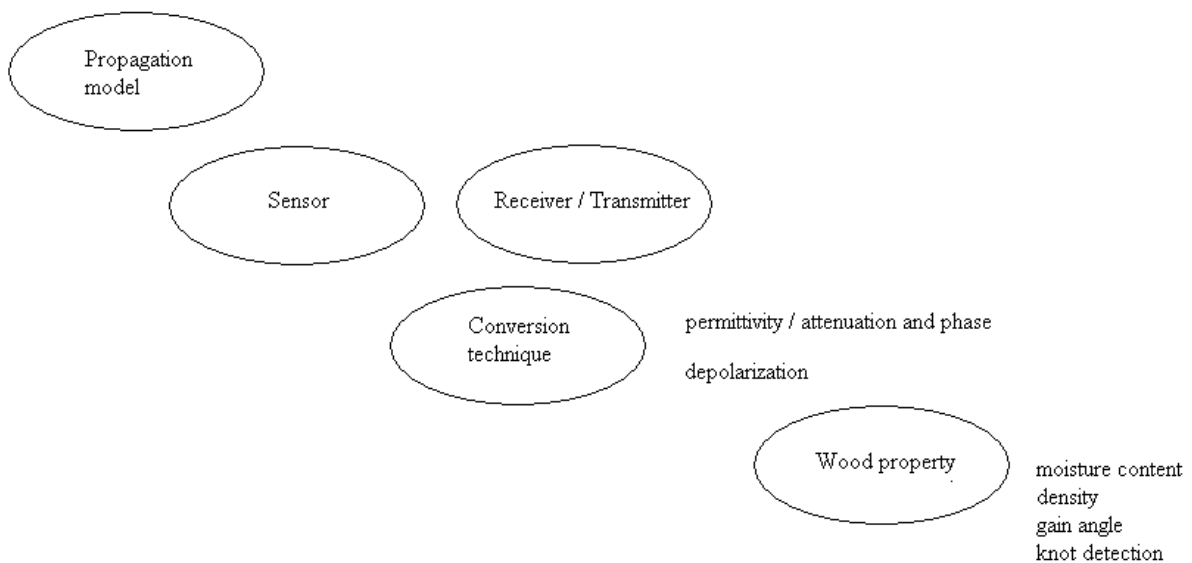 Propagation
model
Sensor
Receiver / Transmitter
Conversion
technique
permittivity / attenuation and phase
depolarization
Wood property
moisture content
density
gain angle
knot detection